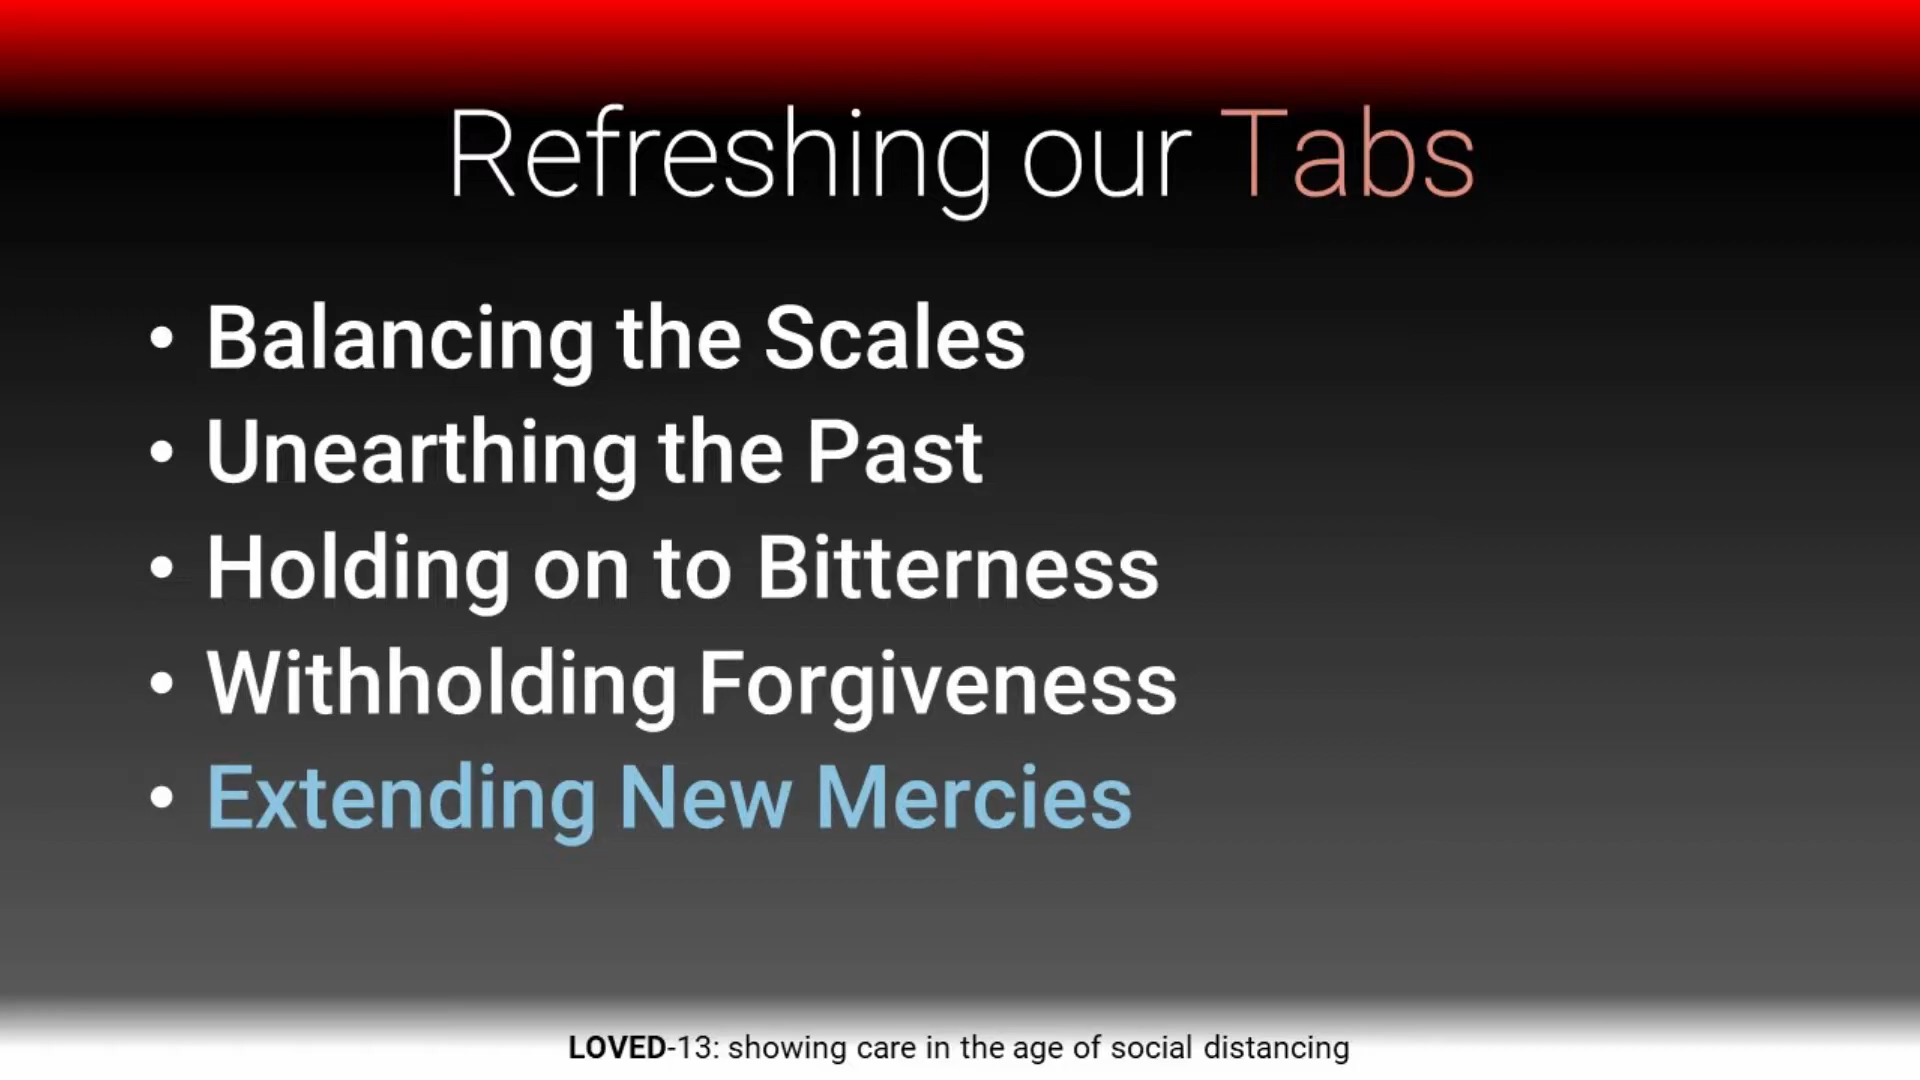 Refreshing our Tabs
• Balancing the Scales
• Unearthing the Past
• Holding on to Bitterness
• Withholding Forgiveness
• Extending New Mercies
LOVED-13: showing care in the age of social distancing